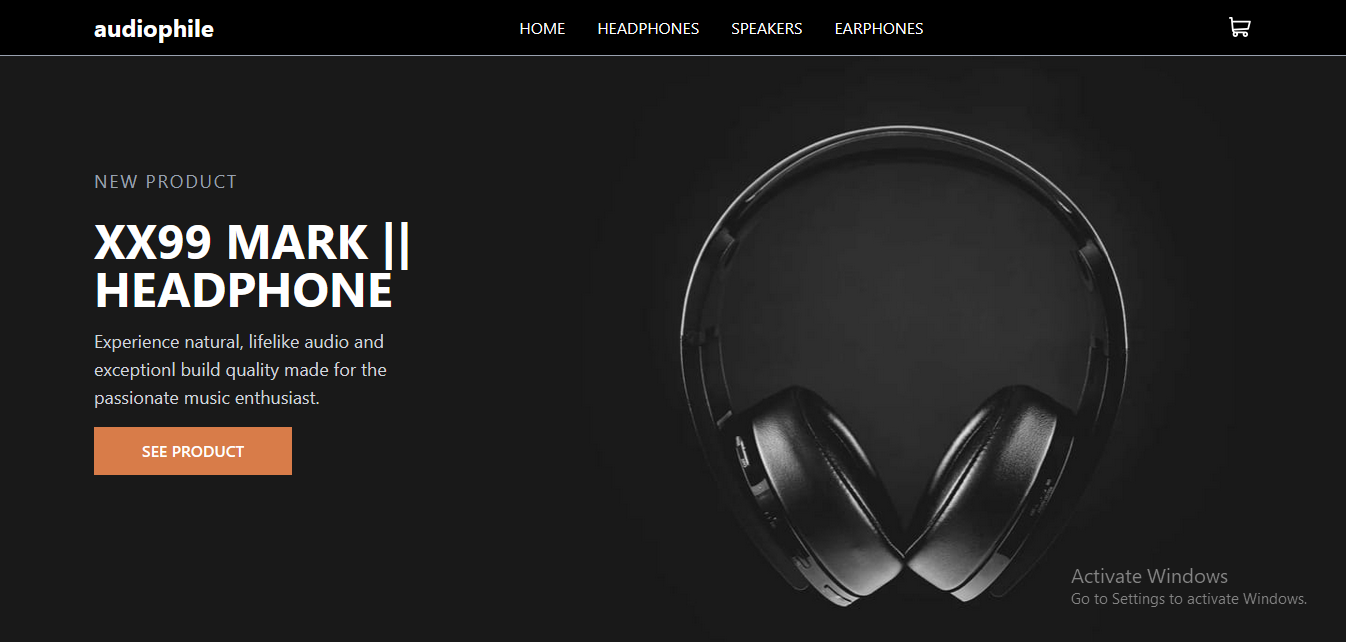 audiophile
HOME HEADPHONES SPEAKERS EARPHONES
NEW PRODUCT
XX99 MARK ||
HEADPHONE
Experience natural, lifelike audio and
exceptionl build quality made for the
passionate music enthusiast.
SEE PRODUCT
Activate Windows
Go to Settings to activate Windows.